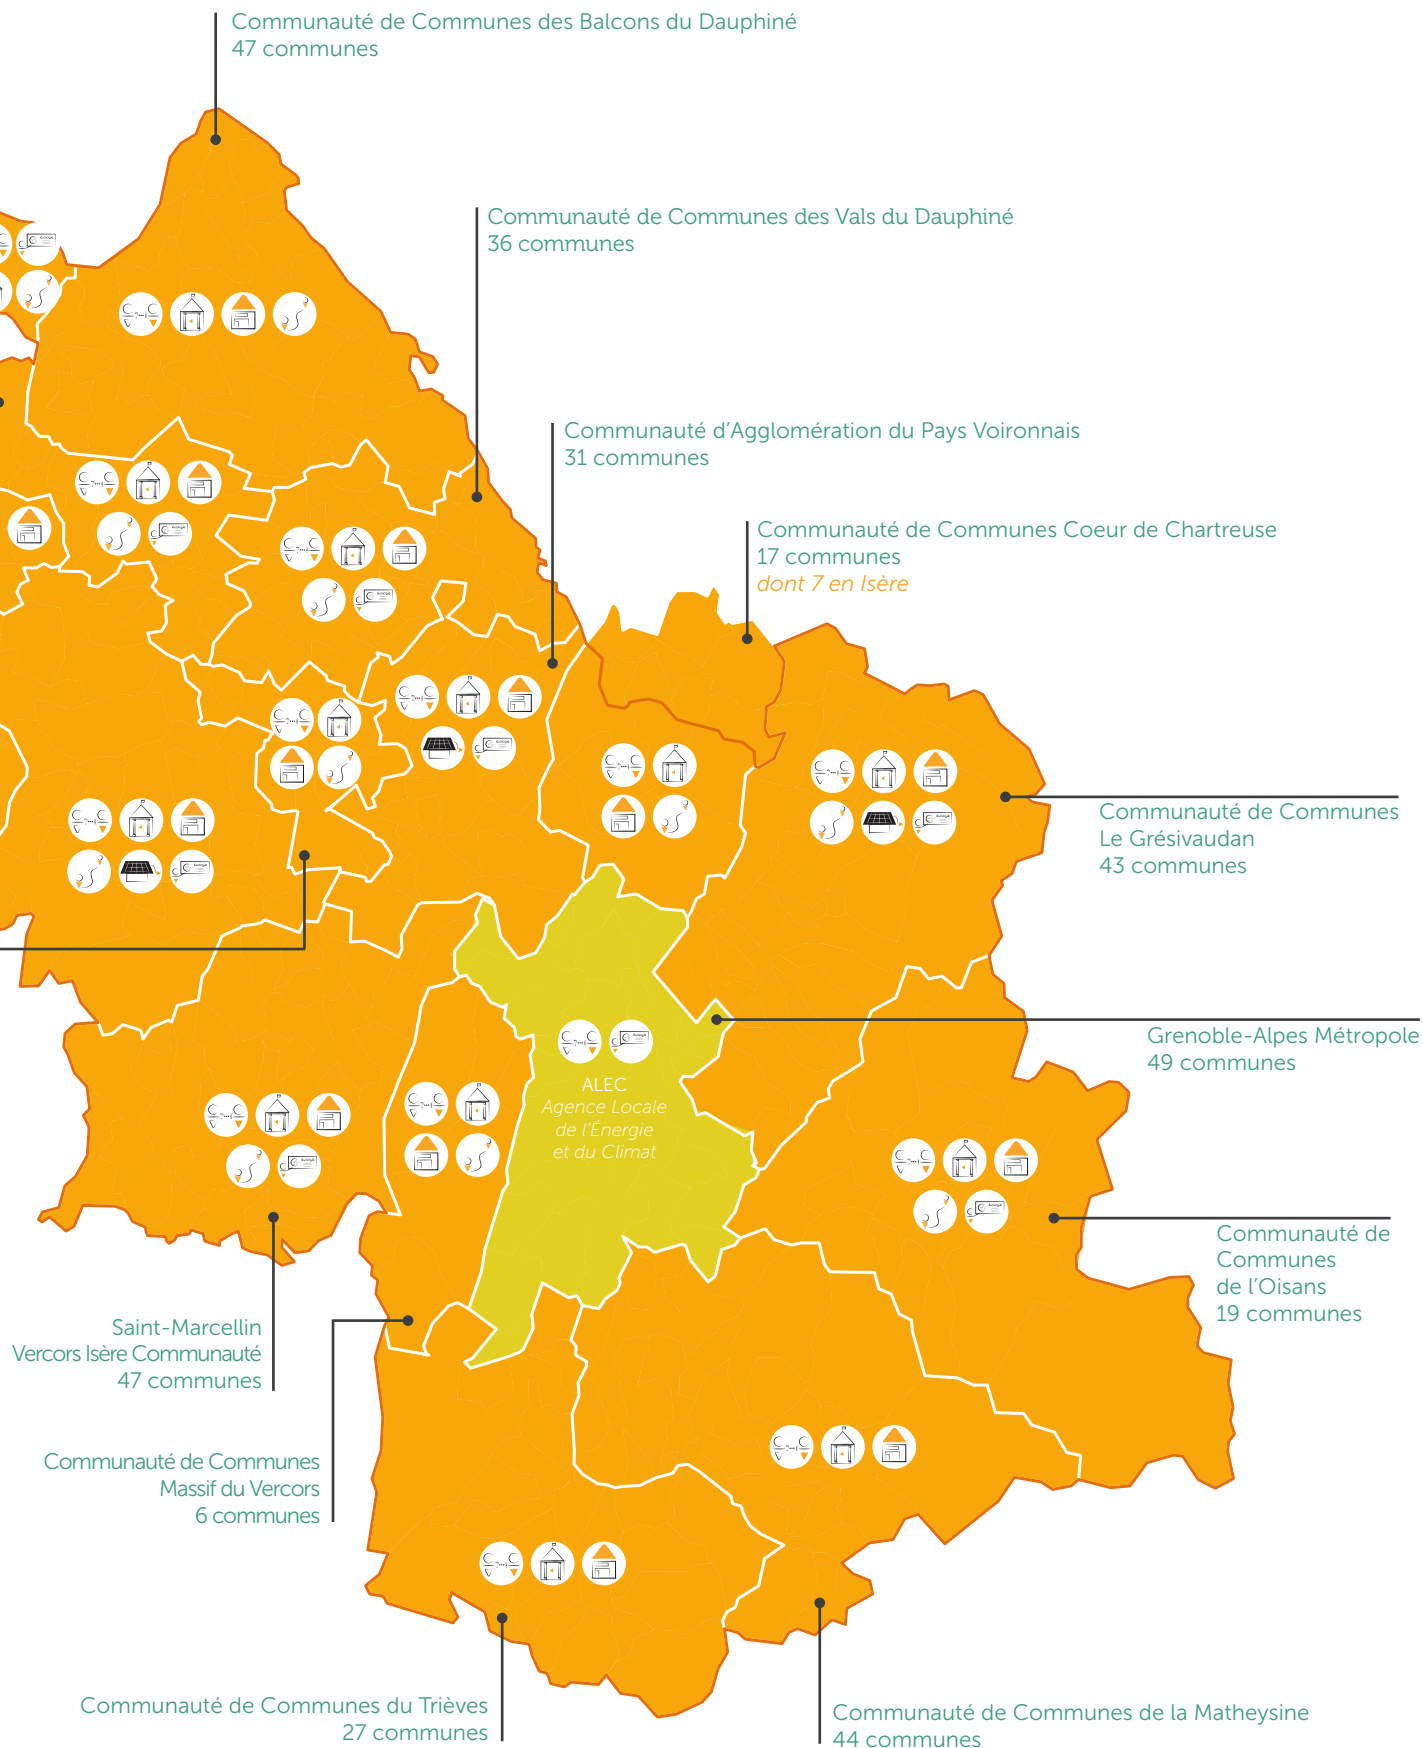 Communauté de Communes des Balcons du Dauphiné
47 communes
Communauté de Communes des Vals du Dauphiné
36 communes
Communauté d’Agglomération du Pays Voironnais
31 communes
Communauté de Communes Coeur de Chartreuse
17 communes
dont 7 en Isère
Communauté de Communes
Le Grésivaudan
43 communes
Grenoble-Alpes Métropole
49 communes
ALEC
Agence Locale
de l’Énergie
et du Climat
Communauté de
Communes
de l’Oisans
19 communes
Saint-Marcellin
Vercors Isère Communauté
47 communes
Communauté de Communes
Massif du Vercors
6 communes
Communauté de Communes du Trièves
27 communes
Communauté de Communes de la Matheysine
44 communes